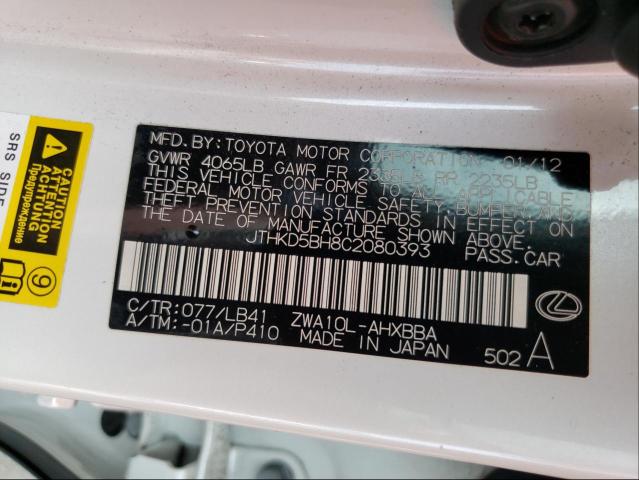 MFD. BY: TOYOTA MOTOR CORPORATION 01/12
GVWR 4065LB GAWR FR 2335LB RR 2235LB
THIS VEHICLE CONFORMS TO ALL APPLICABLE
FEDERAL MOTOR VEHICLE SAFETY, BUMPER, AND
THEFT PREVENTION STANDARDS IN EFFECT ON
THE DATE OF MANUFACTURE SHOWN ABOVE.
JTHKD5BH8C2080393 PASS.CAR
C/TR:077/LB41 ZWA10L-AHXBBA
A/TM:-01A/P410 MADE IN JAPAN
502 A
SRS SIDE
ATTENTION
ACHTUNG
Предупреждение
9